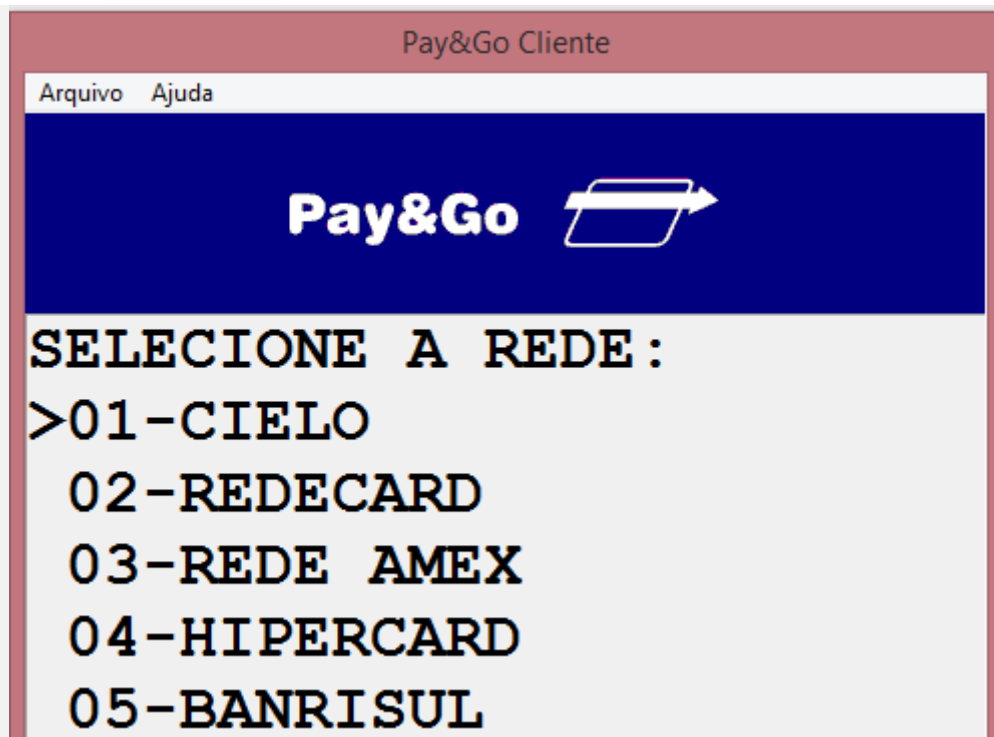 Pay&Go Cliente
Arquivo Ajuda
Pay&Go
SELECIONE A REDE:
>01-CIELO
02-REDECARD
03-REDE AMEX
04-HIPERCARD
05-BANRISUL